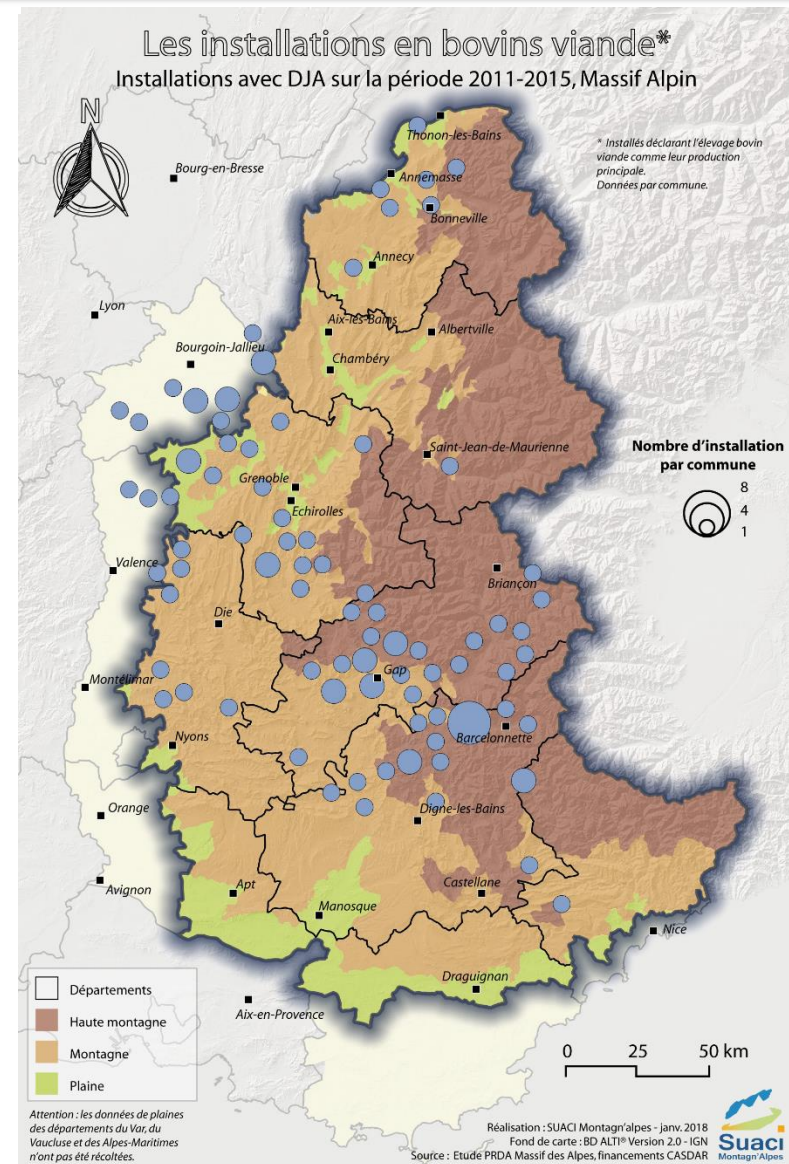 Les installations en bovins viande*
Installations avec DJA sur la période 2011-2015, Massif Alpin
N
* Installés déclarant l'élevage bovin
viande comme leur production
principale.
Données par commune.
Thonon-les-Bains
Bourg-en-Bresse
Annemasse
Bonneville
Annecy
Lyon
Aix-les-Bains
Albertville
Bourgoin-Jallieu
Chambéry
Saint-Jean-de-Maurienne
Nombre d'installation
par commune
8
4
1
Grenoble
Echirolles
Valence
Briançon
Die
Gap
Montélimar
Barcelonnette
Nyons
Orange
Digne-les-Bains
Avignon
Apt
Castellane
Manosque
Nice
Draguignan
Aix-en-Provence
Départements
Haute montagne
Montagne
Plaine
0 25 50 km
Attention : les données de plaines
des départements du Var, du
Vaucluse et des Alpes-Maritimes
n'ont pas été récoltées.
Réalisation : SUACI Montagn'alpes - janv. 2018
Fond de carte : BD ALTI® Version 2.0 - IGN
Source : Etude PRDA Massif des Alpes, financements CASDAR
Suaci
Montagn'Alpes